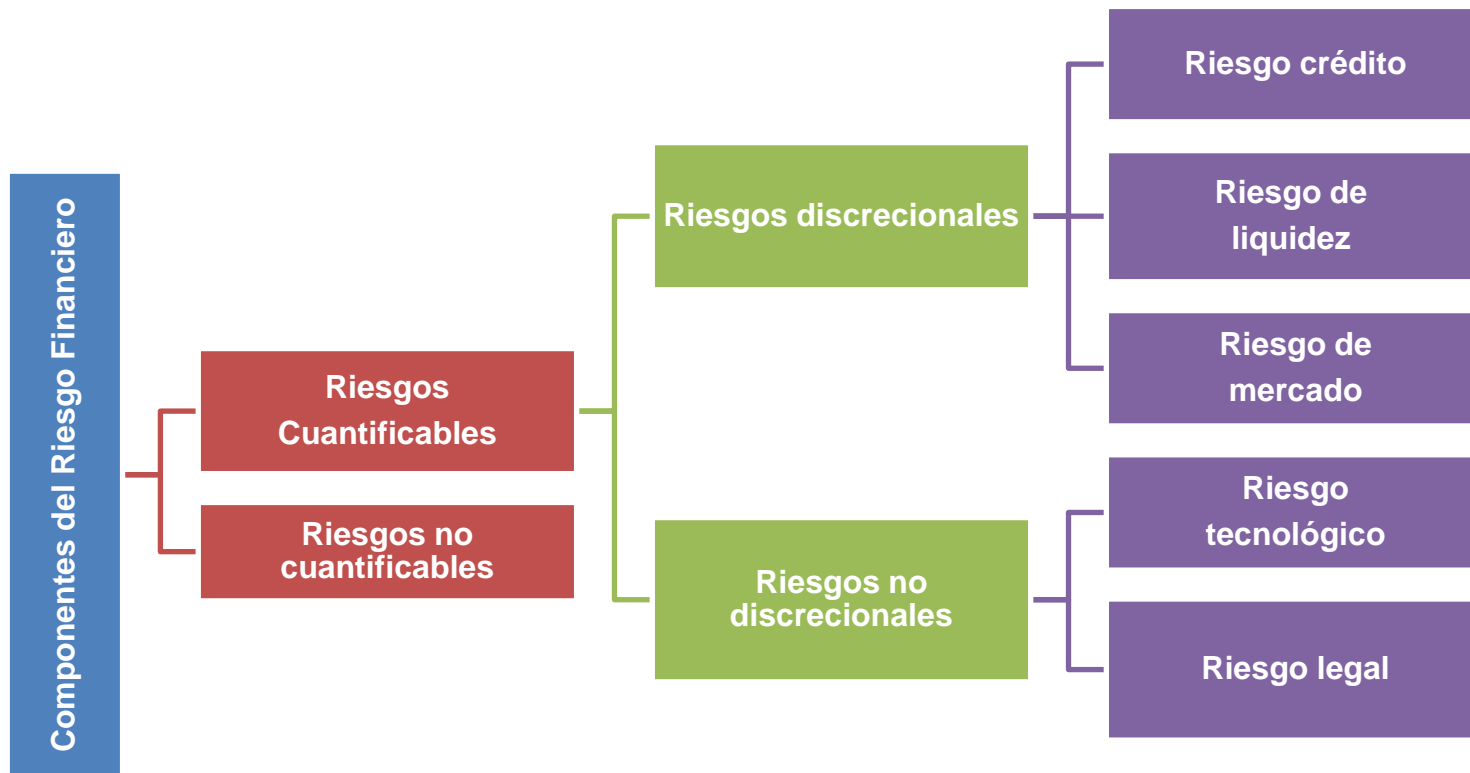 Componentes del Riesgo Financiero
Riesgos
Cuantificables
Riesgos no
cuantificables
Riesgos discrecionales
Riesgos no
discrecionales
Riesgo crédito
Riesgo de
liquidez
Riesgo de
mercado
Riesgo
tecnológico
Riesgo legal